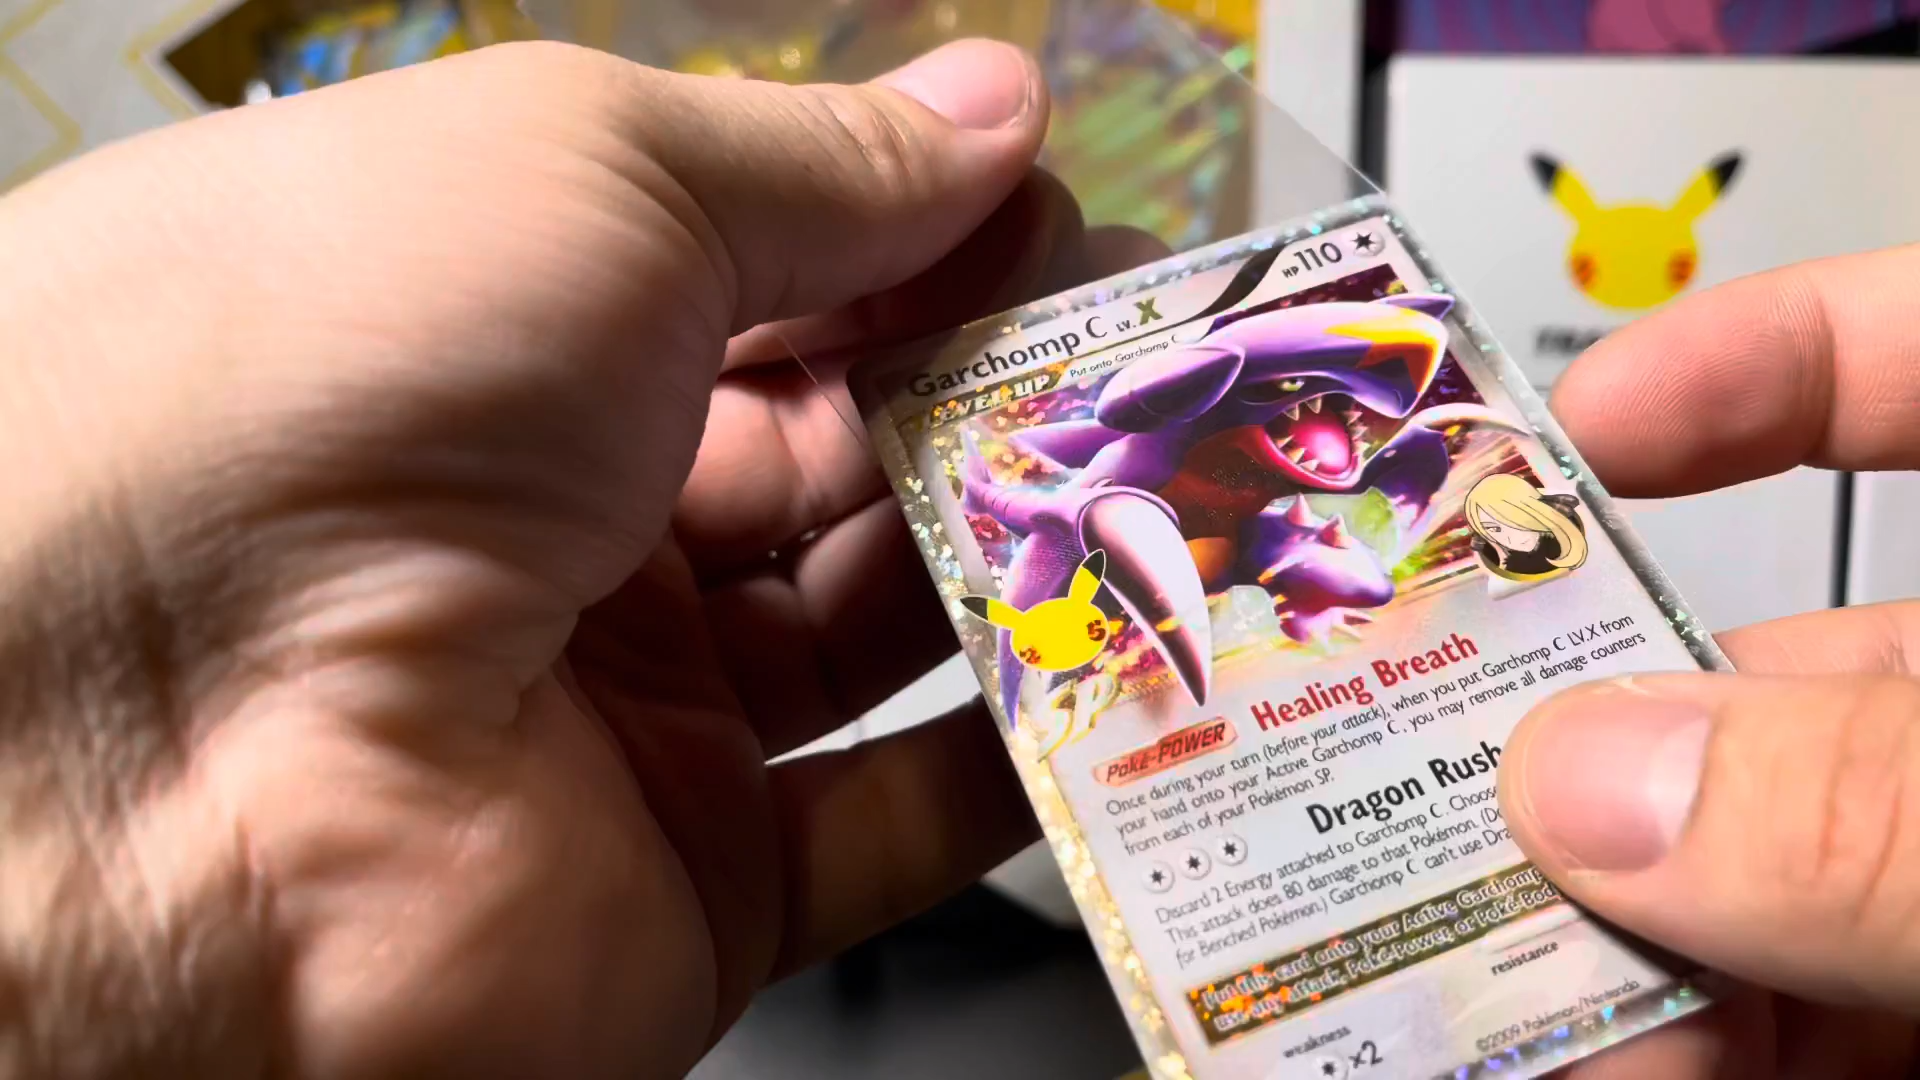 Garchomp C LV.X
HP 110
LEVEL-UP Put onto Garchomp C
SP
Poké-POWER Healing Breath
Once during your turn (before your attack), when you put Garchomp C LV.X from
your hand onto your Active Garchomp C, you may remove all damage counters
from each of your Pokémon SP.
Dragon Rush
Discard 2 Energy attached to Garchomp C. Choose
This attack does 80 damage to that Pokémon. (Do
for Benched Pokémon.) Garchomp C can't use Dra
Put this card onto your Active Garchomp
use any attack, Poké-Power, or Poké-Bod
weakness
resistance
x2
©2009 Pokémon/Nintendo